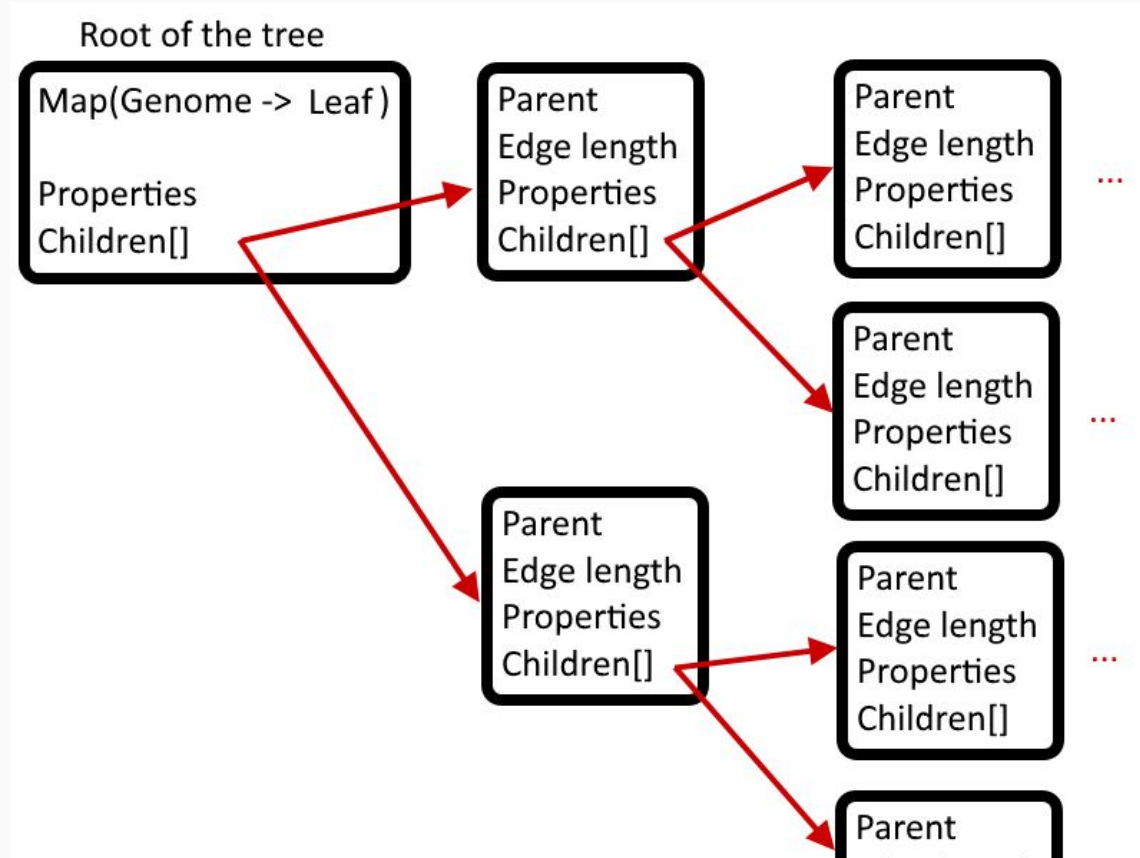 Root of the tree
Map(Genome -> Leaf)
Properties
Children[]
Parent
Edge length
Properties
Children[]
Parent
Edge length
Properties
Children[]
...
Parent
Edge length
Properties
Children[]
...
Parent
Edge length
Properties
Children[]
Parent
Edge length
Properties
Children[]
...
Parent